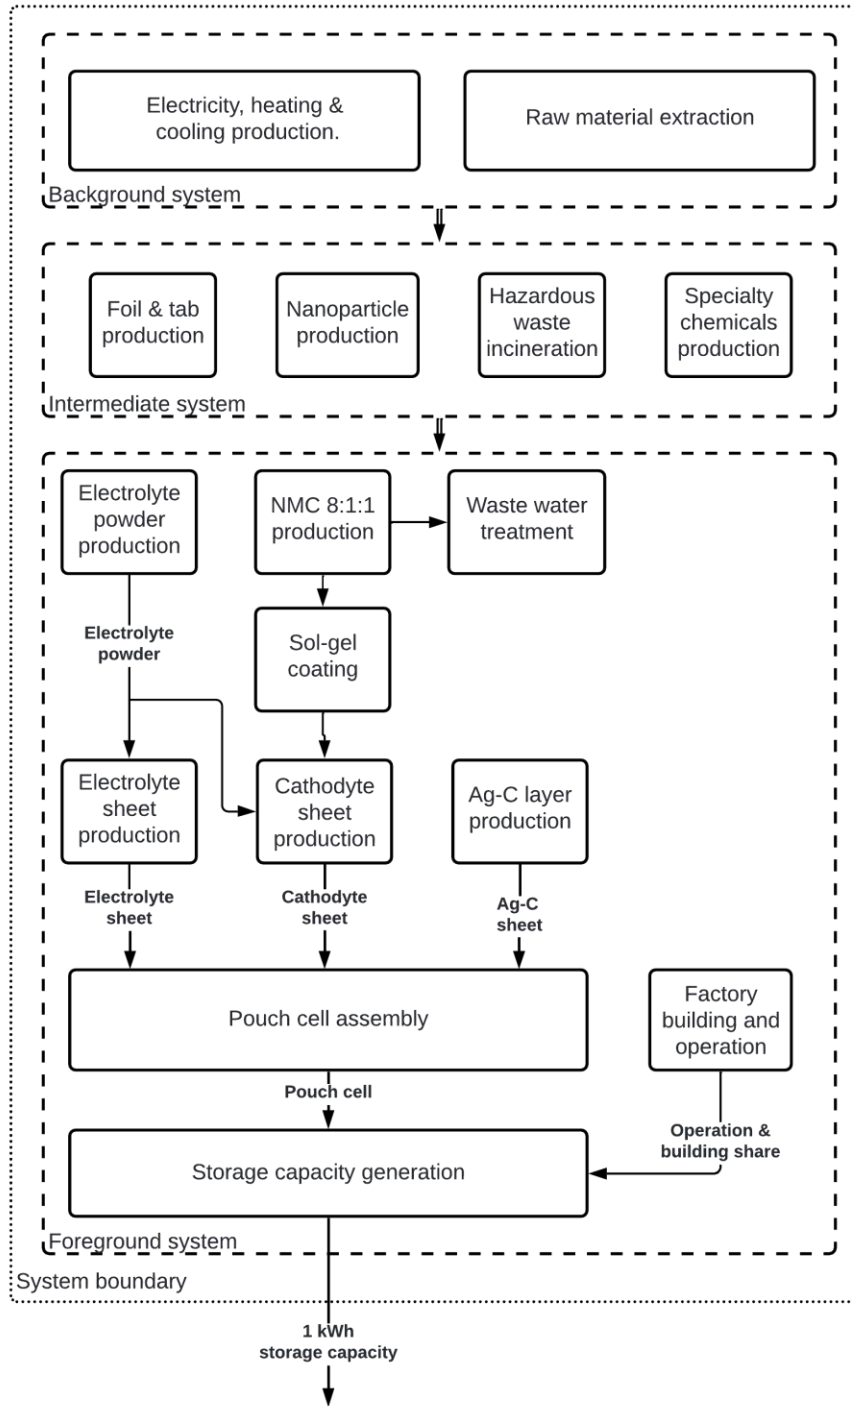 Electricity, heating &
cooling production.
Raw material extraction
Background system
Foil & tab
production
Nanoparticle
production
Hazardous
waste
incineration
Specialty
chemicals
production
Intermediate system
Electrolyte
powder
production
NMC 8:1:1
production
Waste water
treatment
Electrolyte
powder
Sol-gel
coating
Electrolyte
sheet
production
Cathodyte
sheet
production
Ag-C layer
production
Electrolyte
sheet
Cathodyte
sheet
Ag-C
sheet
Pouch cell assembly
Factory
building and
operation
Pouch cell
Operation &
building share
Storage capacity generation
Foreground system
System boundary
1 kWh
storage capacity